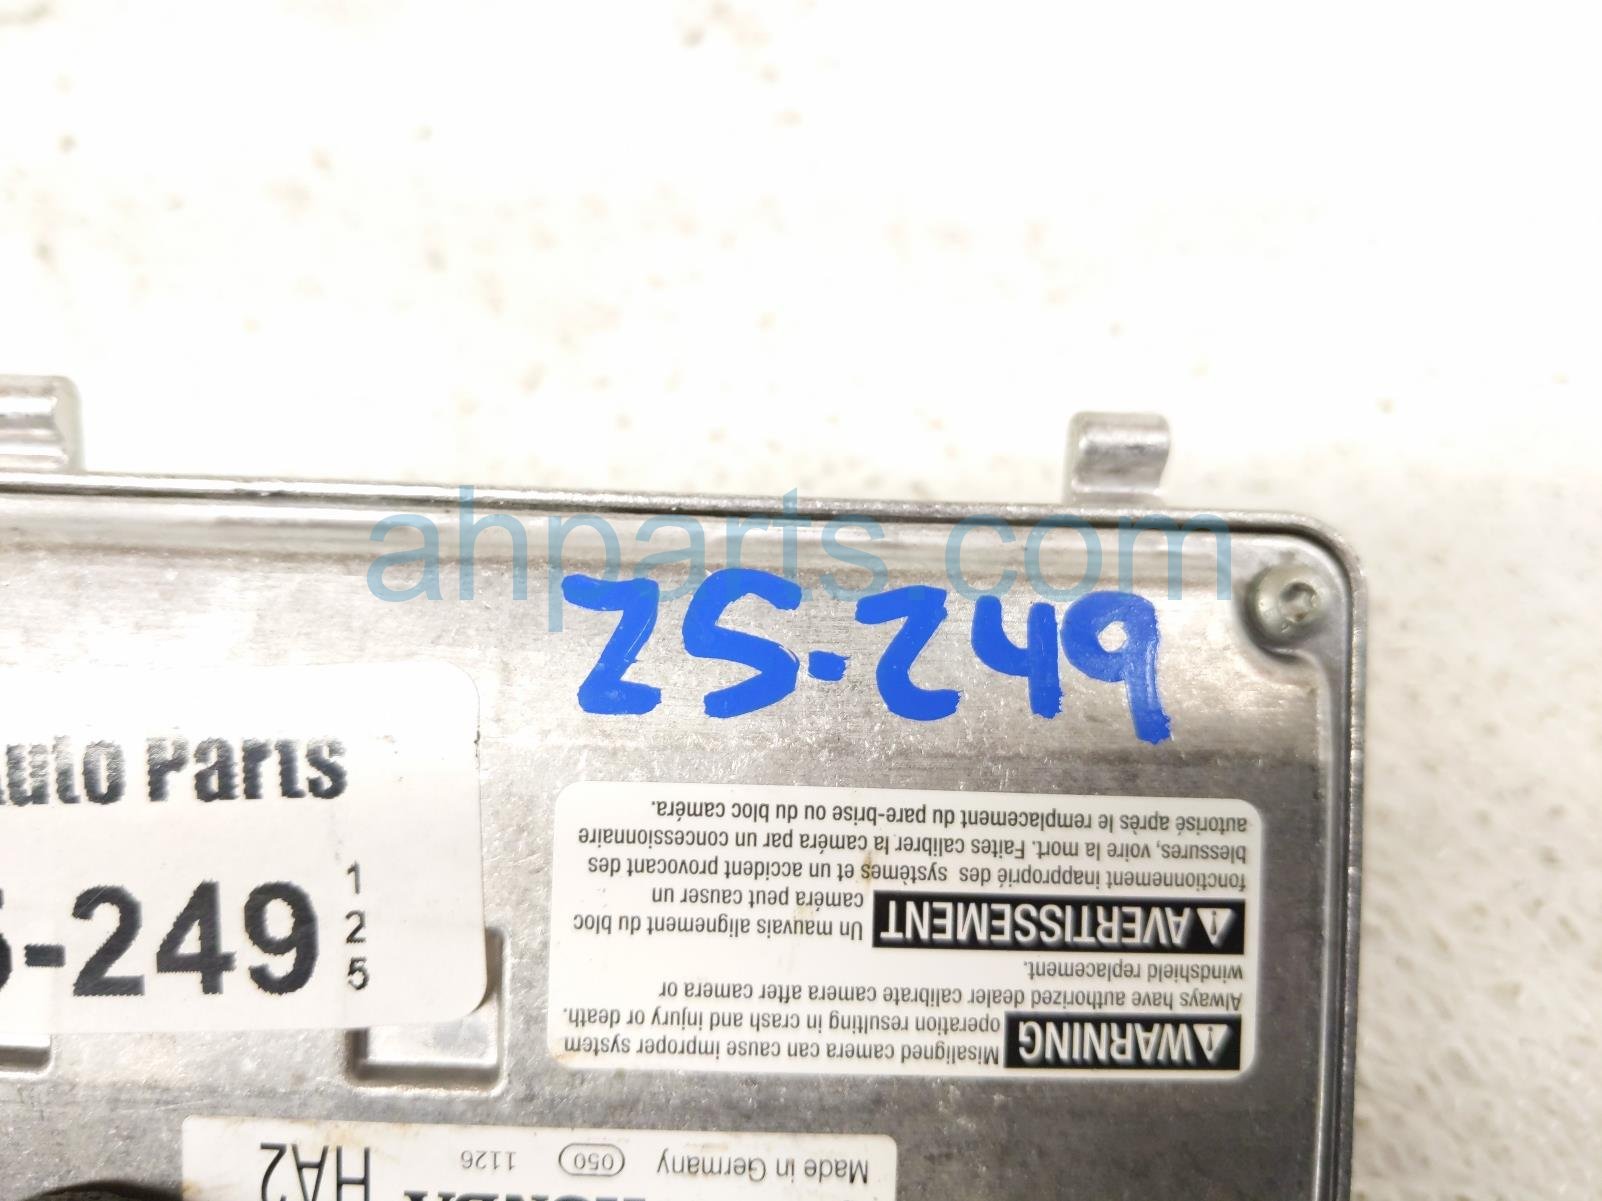 ahparts.com
25-249
Auto Parts
5-249
1
2
5
WARNING Misaligned camera can cause improper system
operation resulting in crash and injury or death.
Always have authorized dealer calibrate camera after camera or
windshield replacement.
AVERTISSEMENT Un mauvais alignement du bloc
caméra peut causer un
fonctionnement inapproprié des systèmes et un accident provocant des
blessures, voire la mort. Faites calibrer la caméra par un concessionnaire
autorisé après le remplacement du pare-brise ou du bloc caméra.
HONDA HA2
Made in Germany 050 1126